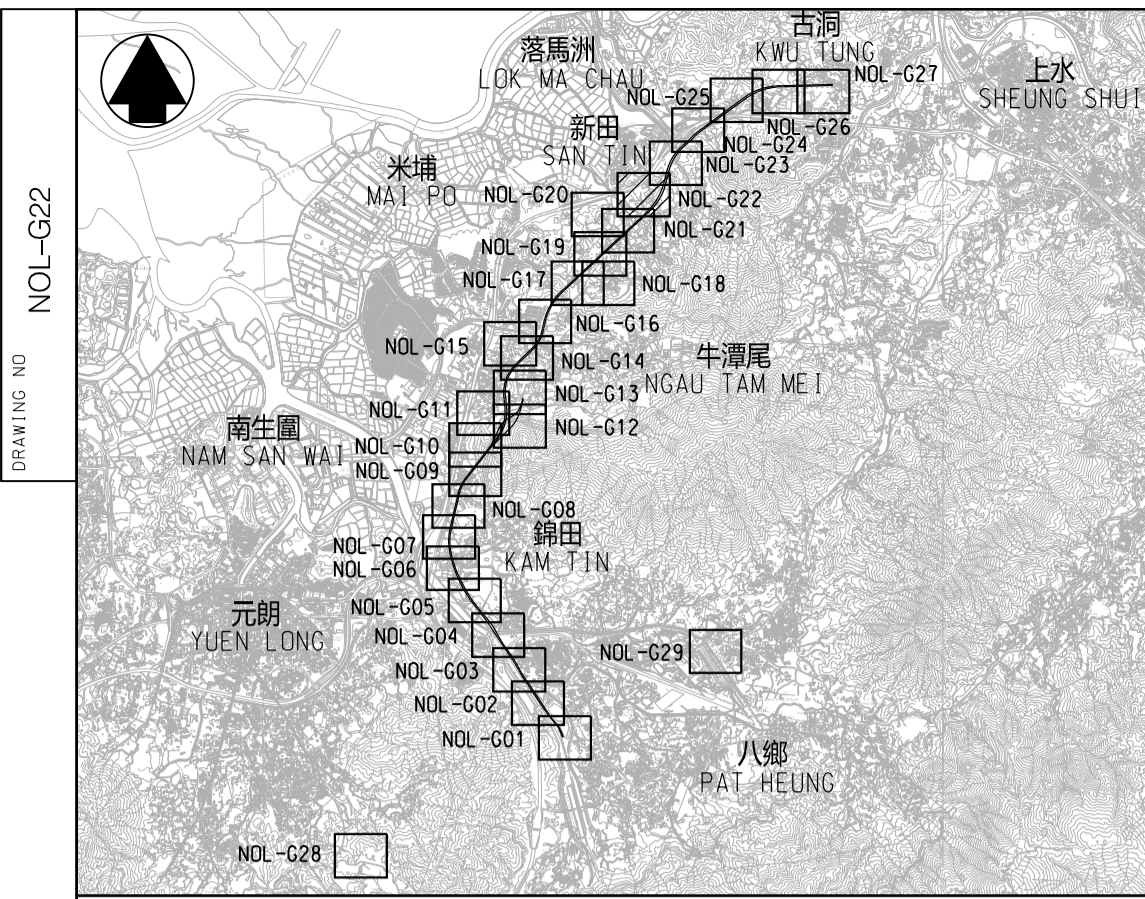 NOL-G22
DRAWING NO
古洞
KWU TUNG
落馬洲
LOK MA CHAU
上水
SHEUNG SHUI
NOL-G27
NOL-G25
NOL-G26
新田
SAN TIN
NOL-G24
NOL-G23
米埔
MAI PO
NOL-G20
NOL-G22
NOL-G21
NOL-G19
NOL-G17
NOL-G18
NOL-G16
NOL-G15
NOL-G14
牛潭尾
NGAU TAM MEI
NOL-G13
NOL-G11
NOL-G12
南生圍
NAM SAN WAI
NOL-G10
NOL-G09
NOL-G08
錦田
KAM TIN
NOL-G07
NOL-G06
元朗
YUEN LONG
NOL-G05
NOL-G04
NOL-G29
NOL-G03
NOL-G02
NOL-G01
八鄉
PAT HEUNG
NOL-G28